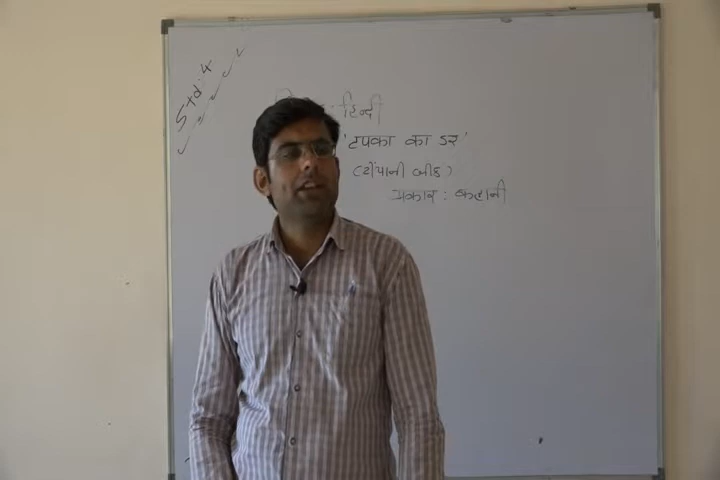 Std:4
हिन्दी
'टपका का डर'
(टोंपानी बीड)
प्रकार : कहानी